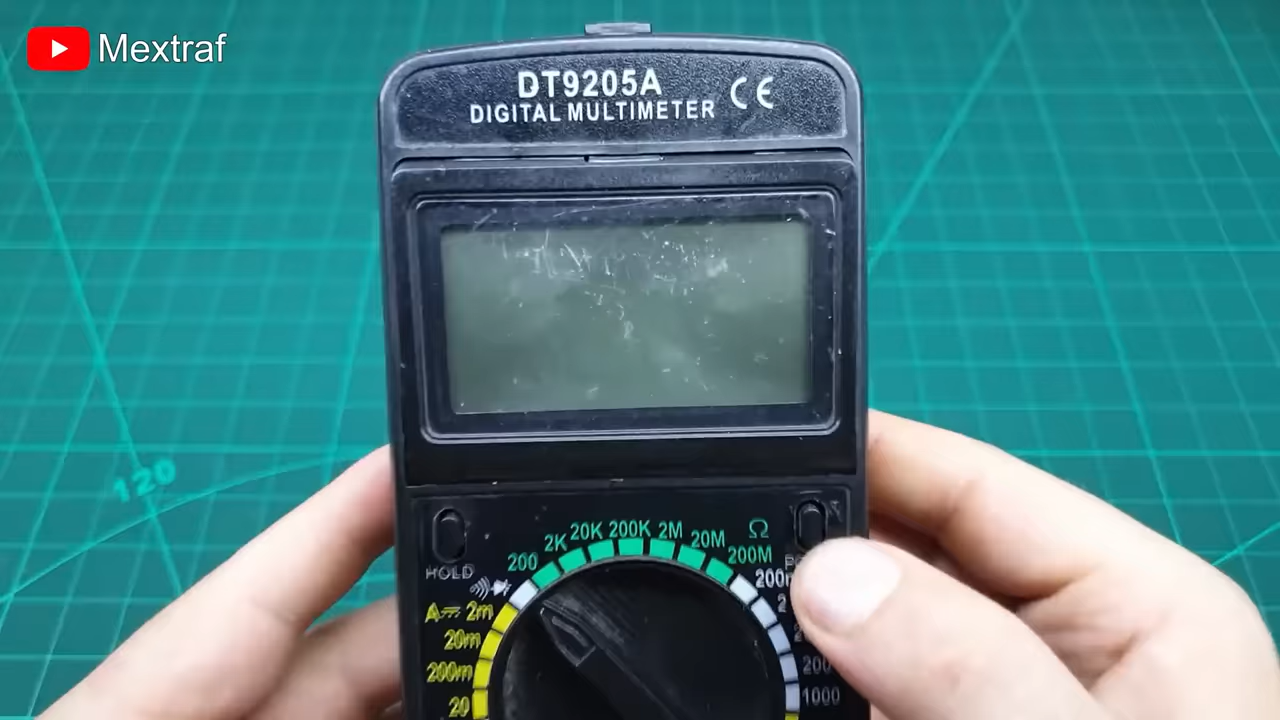 Mextraf
DT9205A
CE
DIGITAL MULTIMETER
120
HOLD
200
2K
20K
200K
2M
20M
200M
Ω
A
2m
20m
200m
20
200
1000